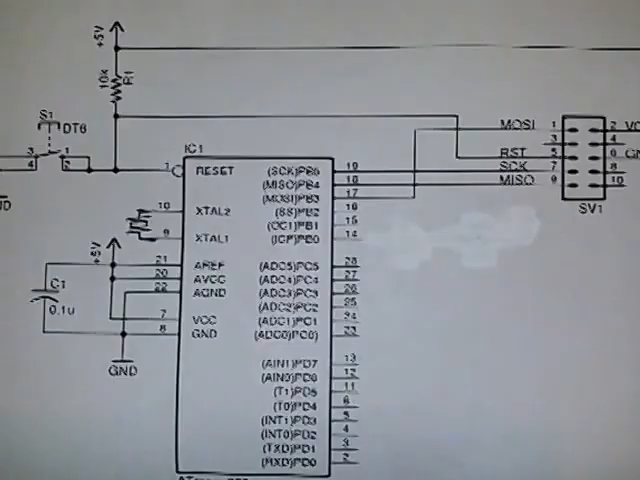 +5V
10k
R1
S1
DT6
3
1
4
2
IC1
1
RESET
(SCK)PB5
19
(MISO)PB4
18
(MOSI)PB3
17
(SS)PB2
16
(OC1)PB1
15
(ICP)PB0
14
10
XTAL2
9
XTAL1
+5V
21
AREF
20
AVCC
22
AGND
7
VCC
8
GND
C1
0.1u
GND
(ADC5)PC5
28
(ADC4)PC4
27
(ADC3)PC3
26
(ADC2)PC2
25
(ADC1)PC1
24
(ADC0)PC0
23
(AIN1)PD7
13
(AIN0)PD6
12
(T1)PD5
11
(T0)PD4
6
(INT1)PD3
5
(INT0)PD2
4
(TXD)PD1
3
(RXD)PD0
2
MOSI
1
2
3
4
RST
6
SCK
7
8
MISO
9
10
SV1